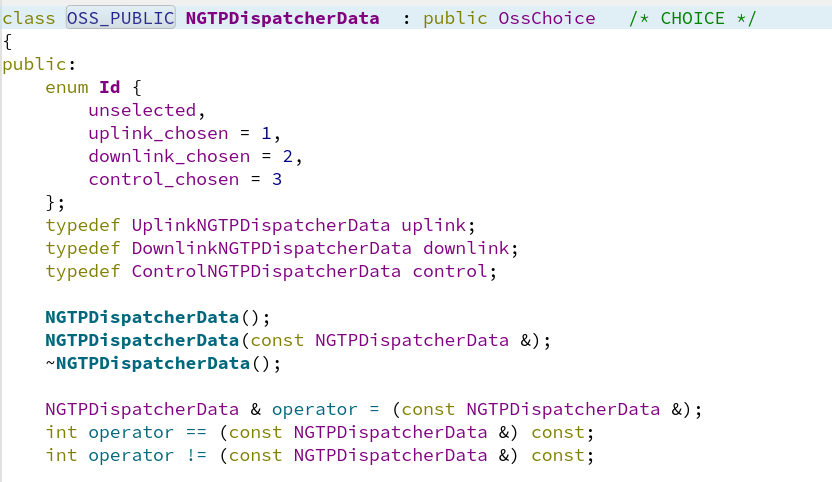 class OSS_PUBLIC NGTPDispatcherData  : public OssChoice   /* CHOICE */
{
public:
    enum Id {
        unselected,
        uplink_chosen = 1,
        downlink_chosen = 2,
        control_chosen = 3
    };
    typedef UplinkNGTPDispatcherData uplink;
    typedef DownlinkNGTPDispatcherData downlink;
    typedef ControlNGTPDispatcherData control;

    NGTPDispatcherData();
    NGTPDispatcherData(const NGTPDispatcherData &);
    ~NGTPDispatcherData();

    NGTPDispatcherData & operator = (const NGTPDispatcherData &);
    int operator == (const NGTPDispatcherData &) const;
    int operator != (const NGTPDispatcherData &) const;